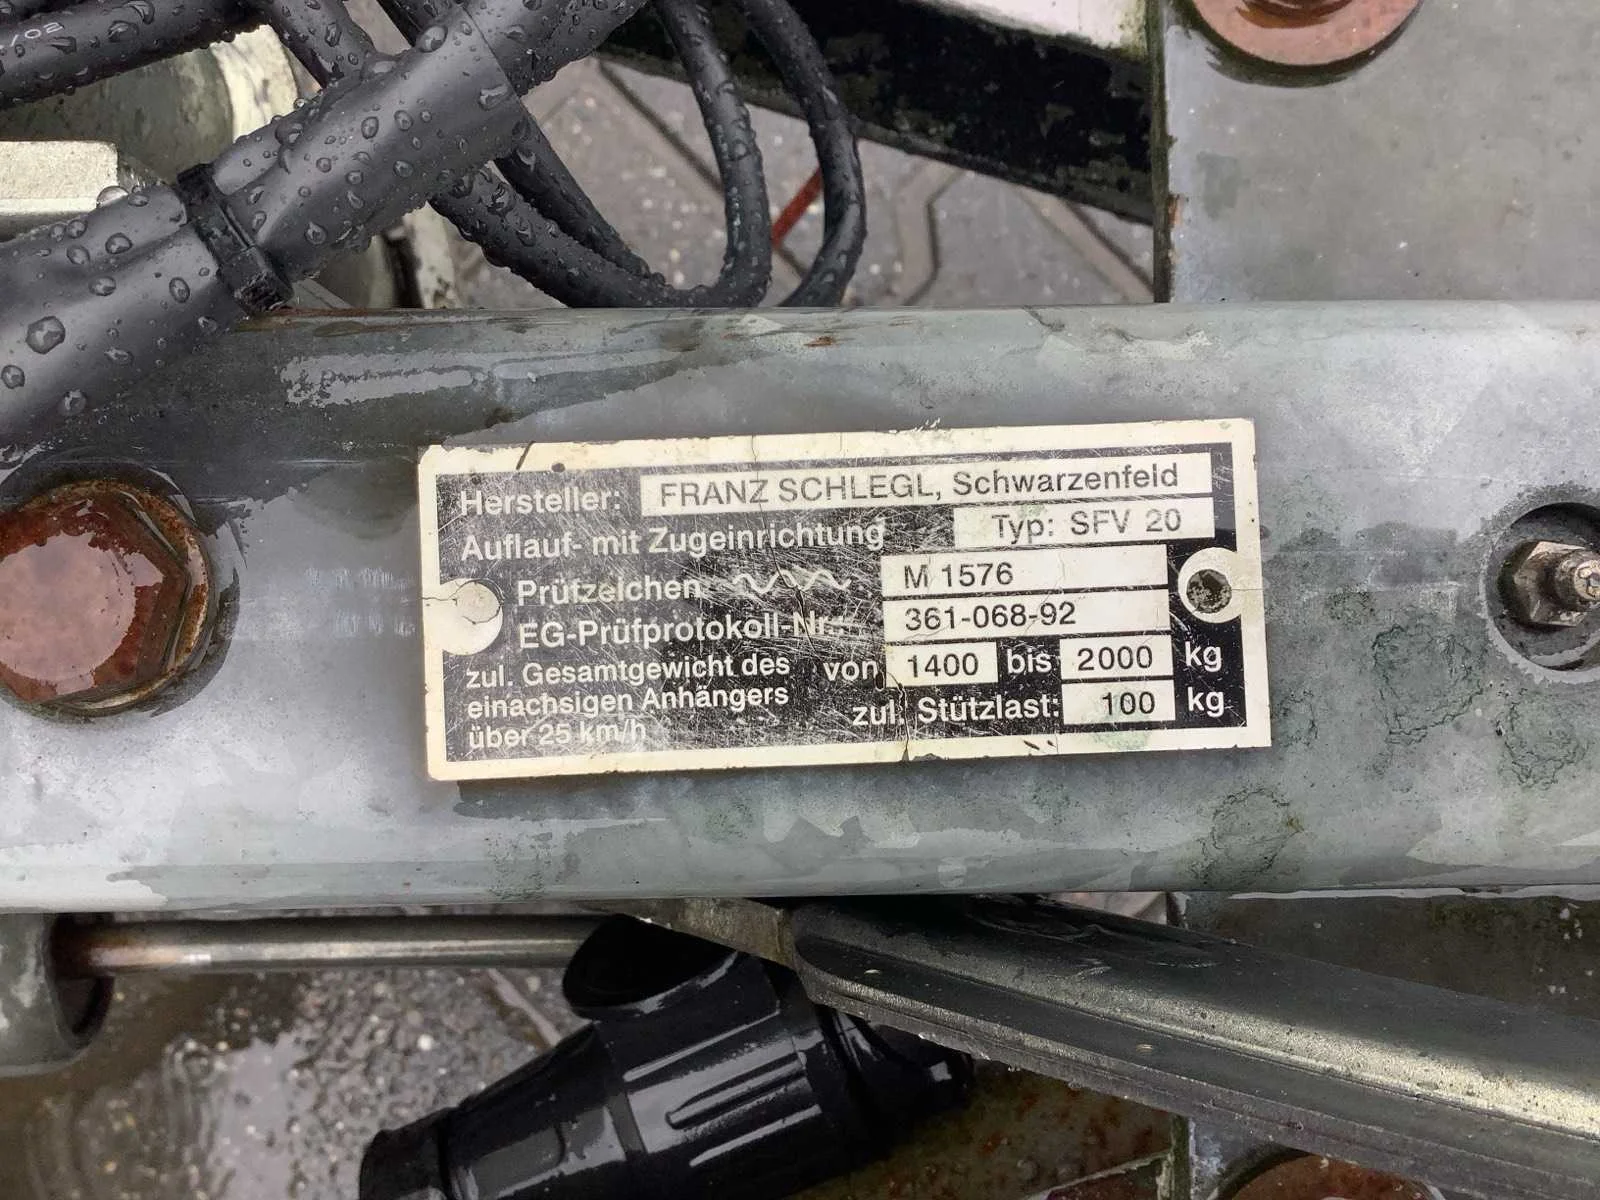 /02
Hersteller: FRANZ SCHLEGL, Schwarzenfeld
Auflauf- mit Zugeinrichtung Typ: SFV 20
Prüfzeichen M 1576
EG-Prüfprotokoll-Nr.: 361-068-92
zul. Gesamtgewicht des von 1400 bis 2000 kg
einachsigen Anhängers
über 25 km/h zul. Stützlast: 100 kg